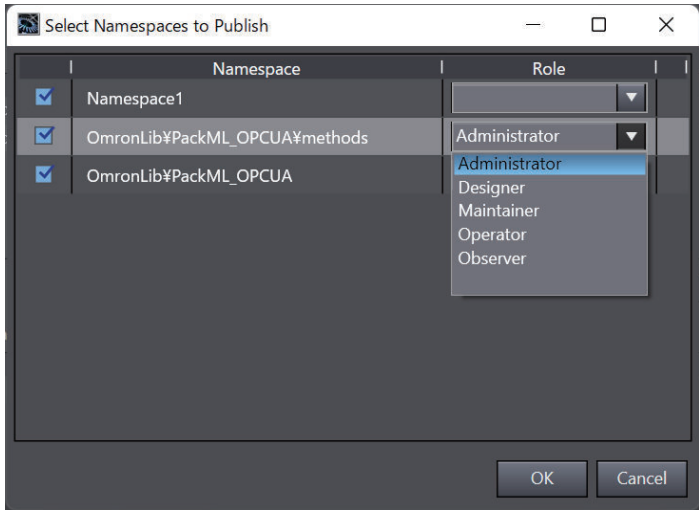 Select Namespaces to Publish
Namespace Role
Namespace1
OmronLib¥PackML_OPCUA¥methods Administrator
OmronLib¥PackML_OPCUA
Administrator
Designer
Maintainer
Operator
Observer
OK Cancel